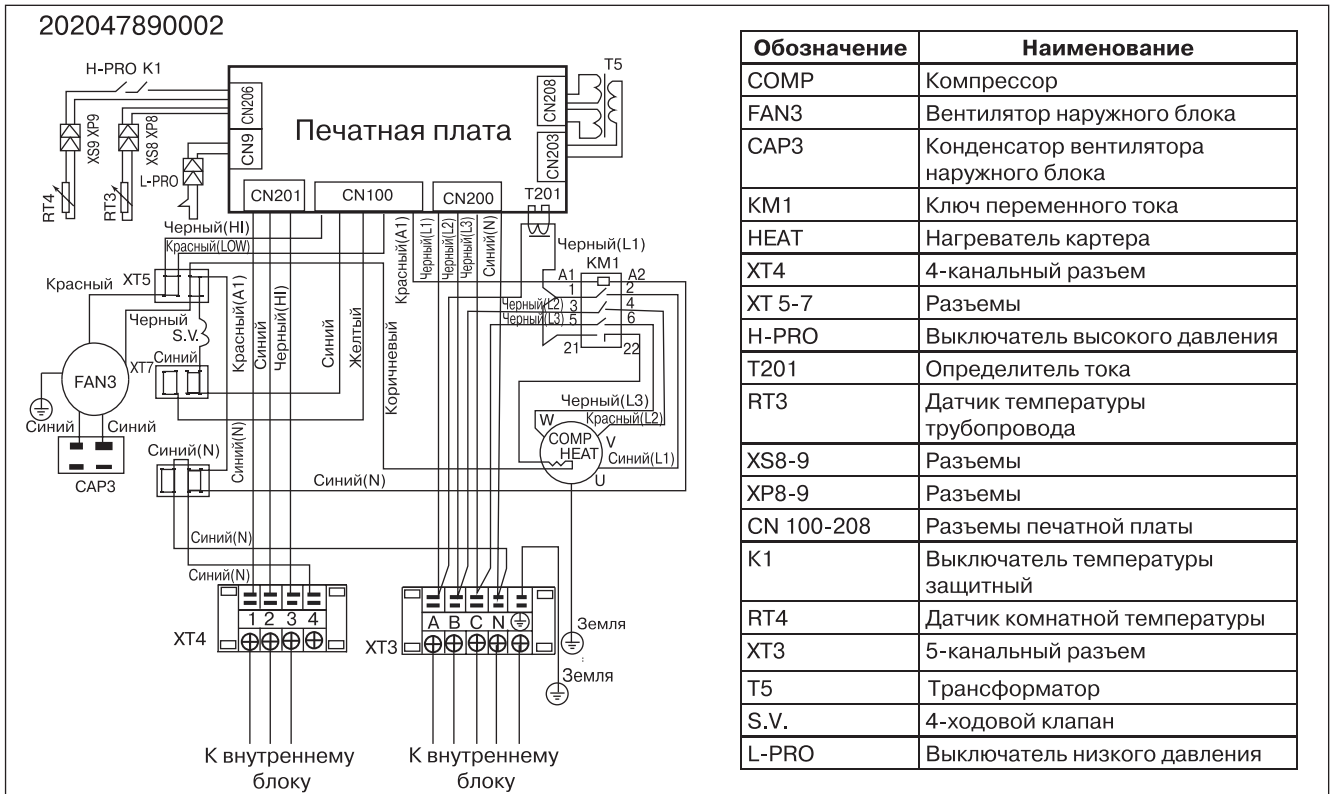 202047890002
H-PRO K1
CN206
CN9
Печатная плата
CN208
CN203
T5
XS9 XP9
XS8 XP8
L-PRO
RT4
RT3
CN201
CN100
CN200
T201
Черный(HI)
Красный(LOW)
Красный(A1)
Черный(L1)
Черный(L2)
Черный(L3)
Синий(N)
Черный(L1)
KM1
A1
A2
1
2
Черный(L2)
3
4
Черный(L3)
5
6
21
22
Красный
XT5
Черный
S.V.
Красный(A1)
Синий
Черный(HI)
Синий
Желтый
Коричневый
XT7
Синий
FAN3
Синий
Синий
CAP3
Синий(N)
Синий(N)
Синий(N)
Черный(L3)
W
Красный(L2)
COMP
HEAT
V
Синий(L1)
U
Синий(N)
Синий(N)
1 2 3 4
XT4
A B C N
XT3
Земля
Земля
К внутреннему
блоку
К внутреннему
блоку
Обозначение Наименование
COMP Компрессор
FAN3 Вентилятор наружного блока
CAP3 Конденсатор вентилятора
наружного блока
KM1 Ключ переменного тока
HEAT Нагреватель картера
XT4 4-канальный разъем
XT 5-7 Разъемы
H-PRO Выключатель высокого давления
T201 Определитель тока
RT3 Датчик температуры
трубопровода
XS8-9 Разъемы
XP8-9 Разъемы
CN 100-208 Разъемы печатной платы
K1 Выключатель температуры
защитный
RT4 Датчик комнатной температуры
XT3 5-канальный разъем
T5 Трансформатор
S.V. 4-ходовой клапан
L-PRO Выключатель низкого давления